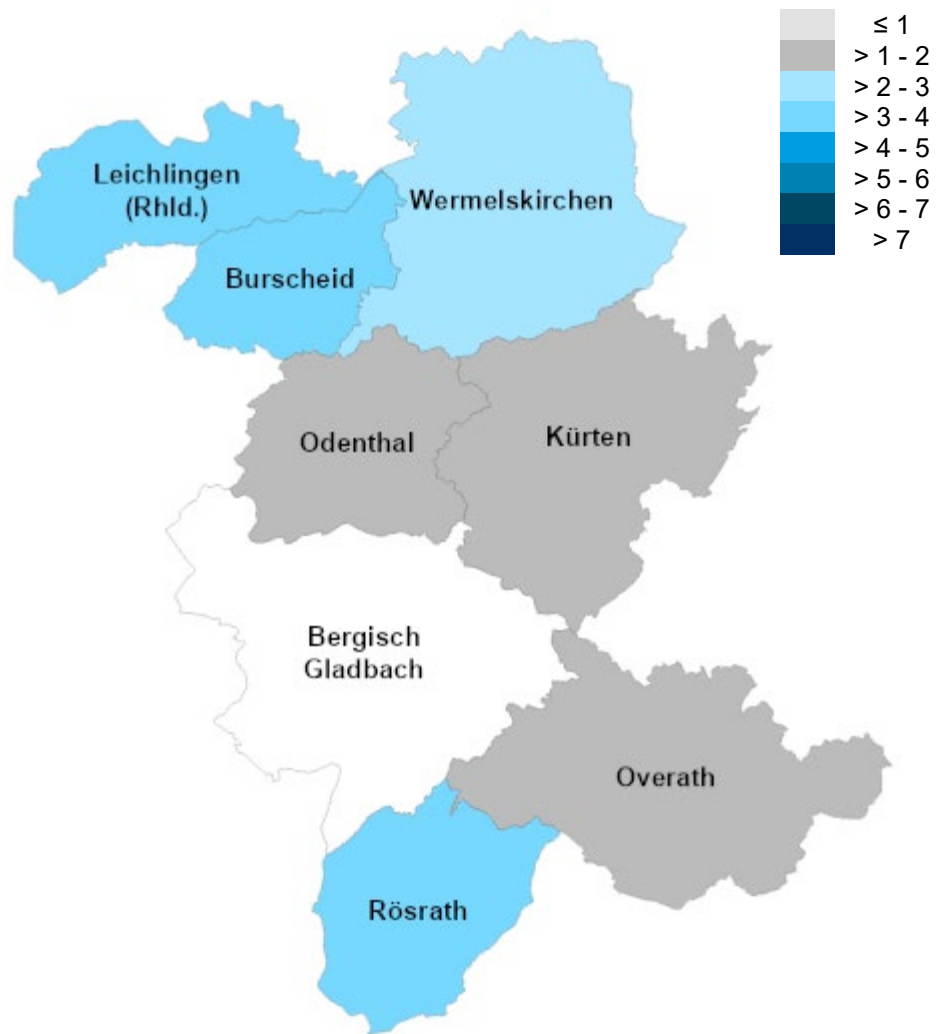 ≤ 1
> 1 - 2
> 2 - 3
> 3 - 4
> 4 - 5
> 5 - 6
> 6 - 7
> 7
Leichlingen
(Rhld.)
Wermelskirchen
Burscheid
Odenthal
Kürten
Bergisch
Gladbach
Overath
Rösrath